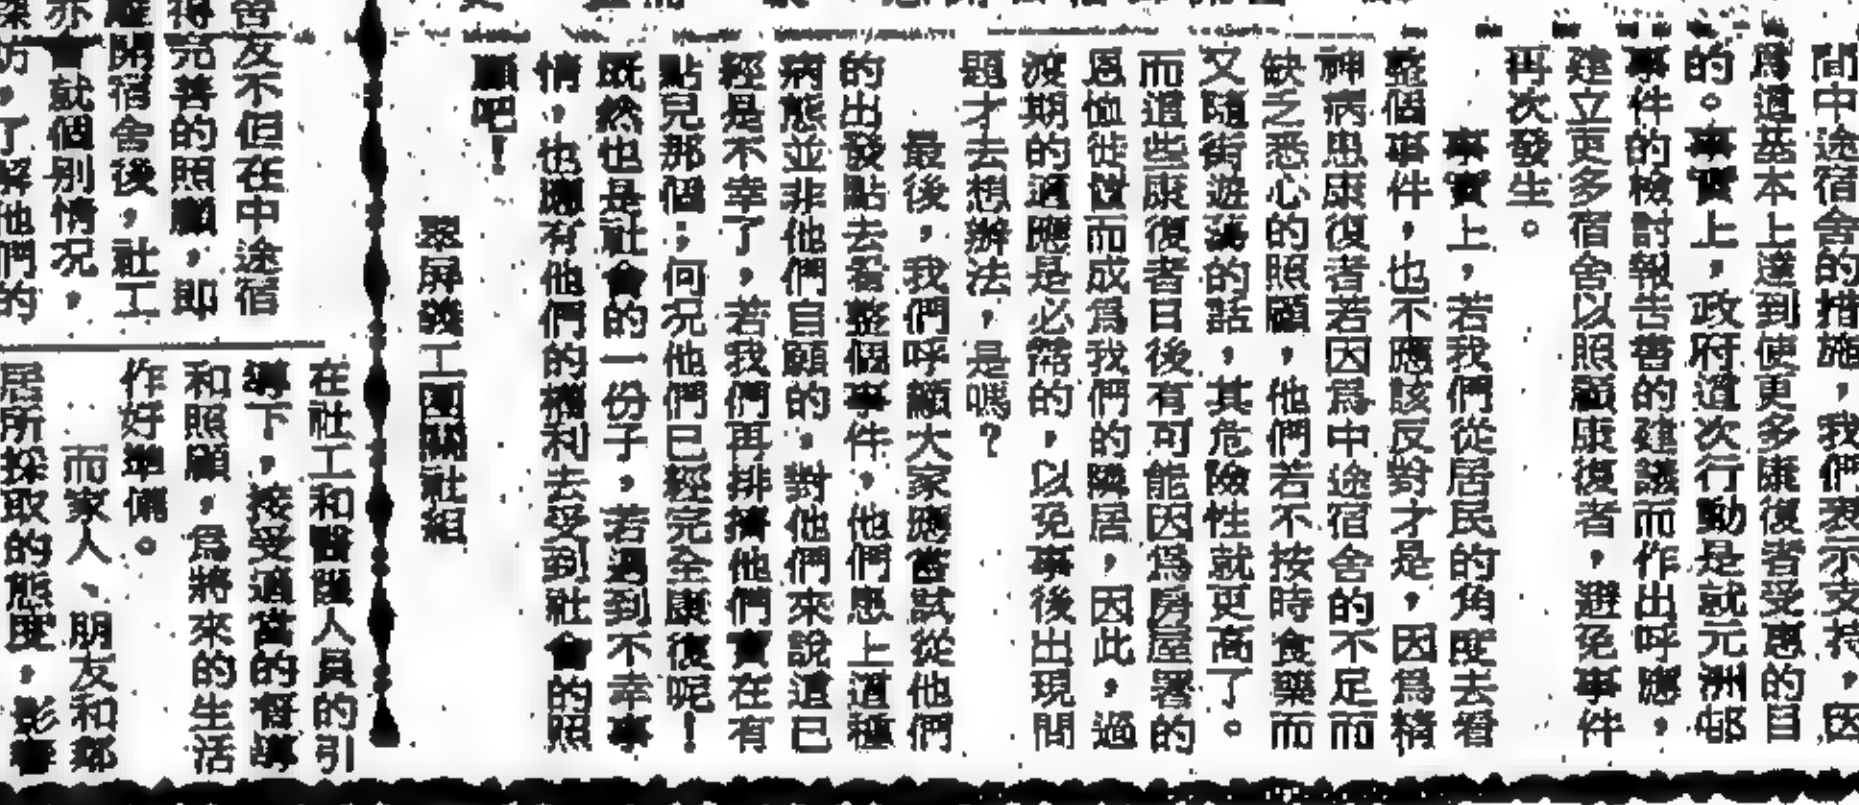 間中途宿舍的措施，我們表示支持，因
爲這基本上達到使更多康復者受惠的目
的。事實上，政府這次行動是就元洲邨
事件的檢討報告書的建議而作出呼應，
建立更多宿舍以照顧康復者，避免事件
再次發生。
事實上，若我們從居民的角度去看
整個事件，也不應該反對才是，因爲精
神病患康復者若因爲中途宿舍的不足而
缺乏悉心的照顧，他們若不按時食藥而
又隨街遊蕩的話，其危險性就更高了。
而這些康復者日後有可能因爲房屋署的
恩恤徙置而成爲我們的隣居，因此，過
渡期的適應是必需的，以免事後出現問
題才去想辦法，是嗎？
最後，我們呼籲大家應嘗試從他們
的出發點去看整個事件，他們患上這種
病態並非他們自願的，對他們來說這已
經是不幸了，若我們再排擠他們實在有
點兒那個；何況他們已經完全康復呢！
既然也是社會的一份子，若遇到不幸事
情，也應有他們的權利去受到社會的照
顧吧！
翠屏義工團關社組
舍友不但在中途宿
得完善的照顧，即
離開宿舍後，社工
亦會就個別情況，
探訪，了解他們的
在社工和醫護人員的引
導下，接受適當的輔導
和照顧，爲將來的生活
作好準備。
而家人、朋友和鄰
居所採取的態度，影響